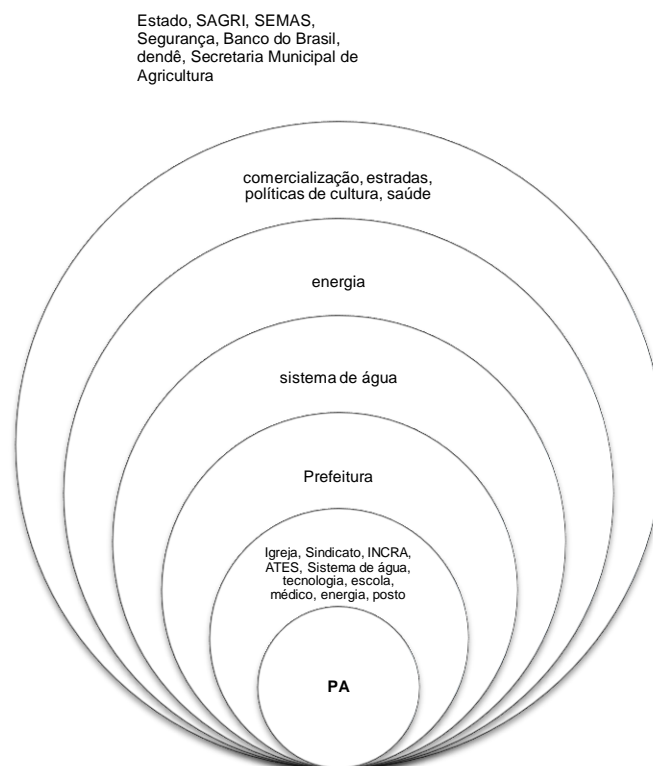 Estado, SAGRI, SEMAS,
Segurança, Banco do Brasil,
dendê, Secretaria Municipal de
Agricultura
comercialização, estradas,
políticas de cultura, saúde
energia
sistema de água
Prefeitura
Igreja, Sindicato, INCRA,
ATES, Sistema de água,
tecnologia, escola,
médico, energia, posto
PA